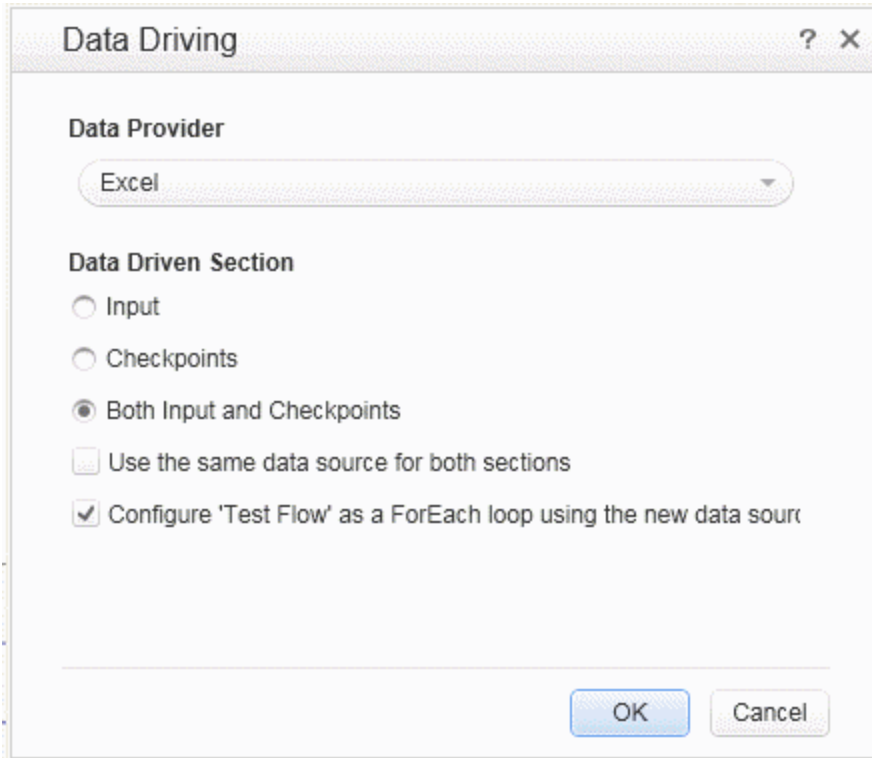 Data Driving
? ×
Data Provider
Excel
Data Driven Section
Input
Checkpoints
Both Input and Checkpoints
Use the same data source for both sections
Configure 'Test Flow' as a ForEach loop using the new data sourc
OK
Cancel